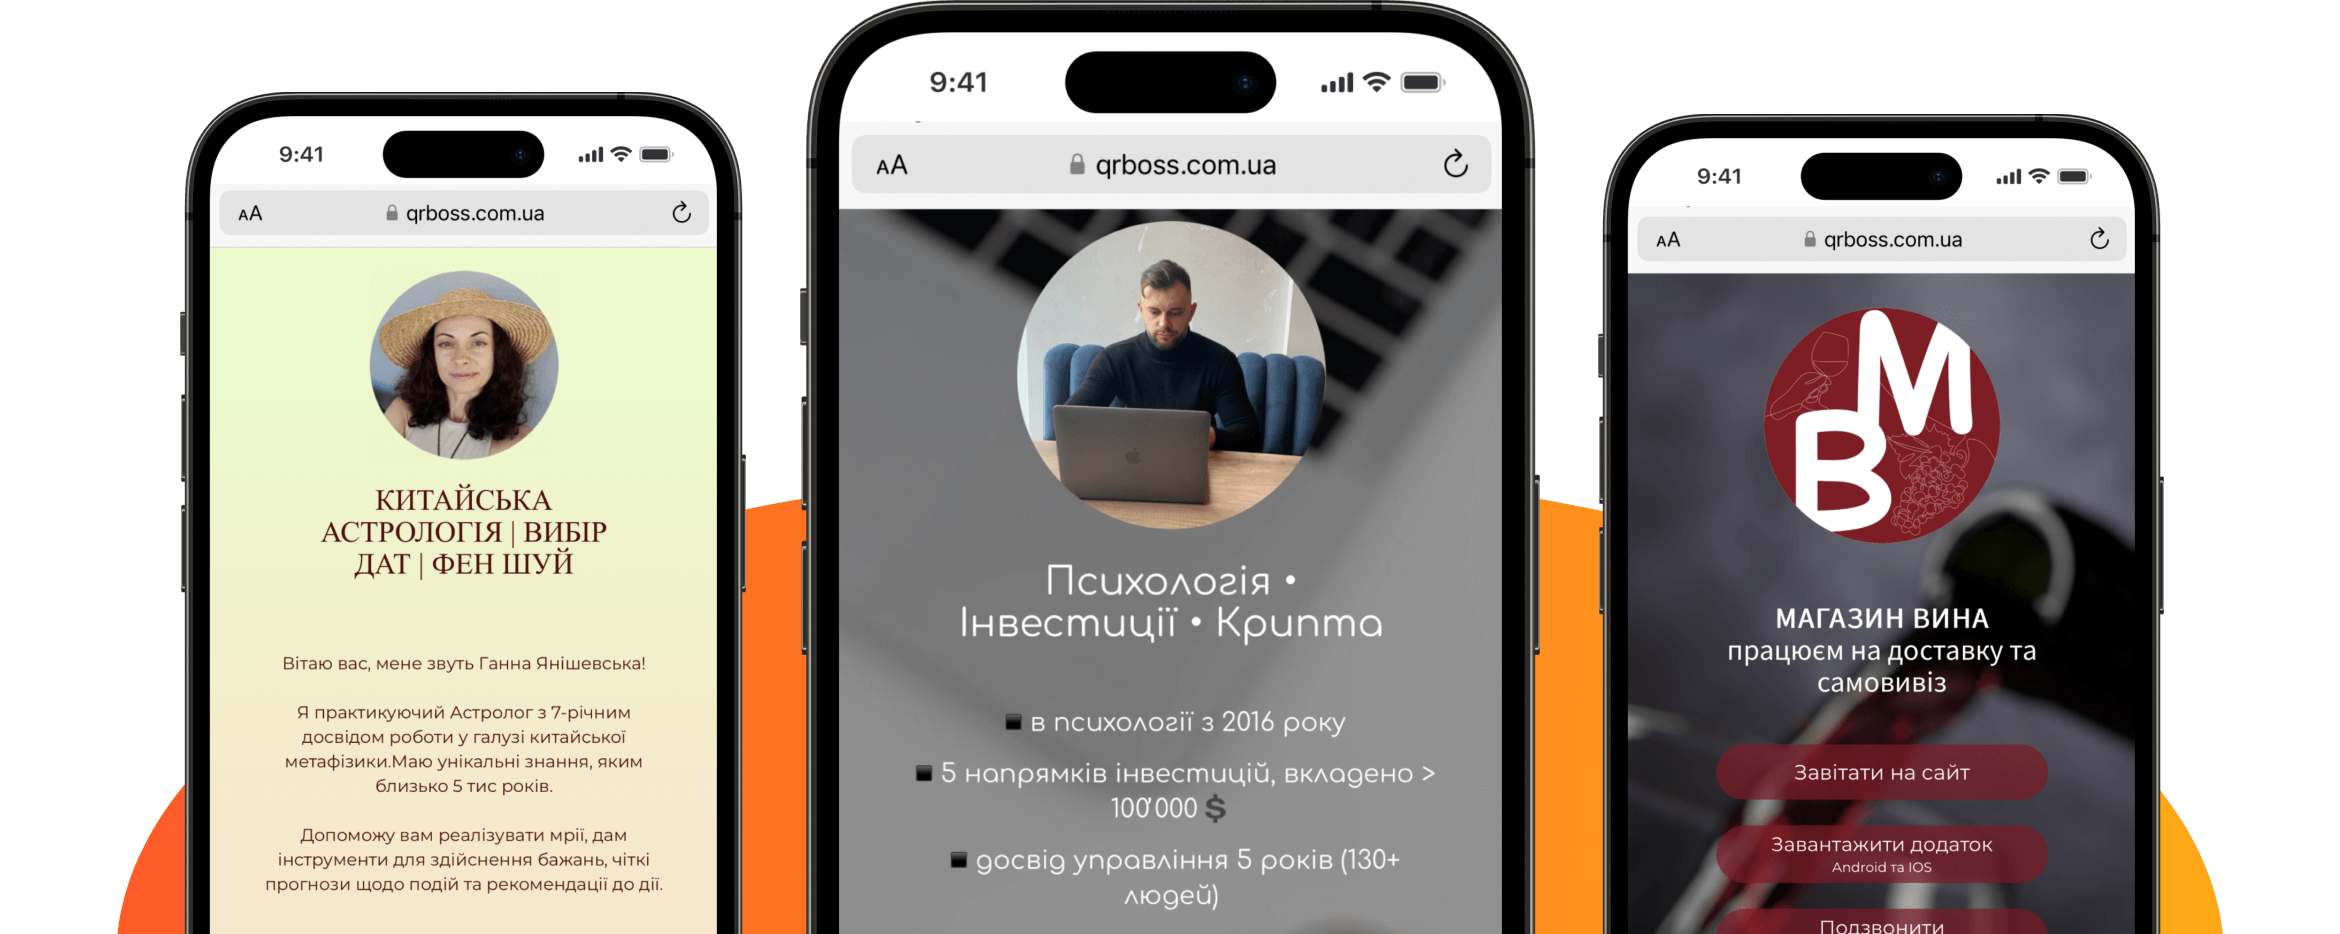 9:41
AA qrboss.com.ua
КИТАЙСЬКА
АСТРОЛОГІЯ | ВИБІР
ДАТ | ФЕН ШУЙ
Вітаю вас, мене звуть Ганна Янішевська!
Я практикуючий Астролог з 7-річним
досвідом роботи у галузі китайської
метафізики.Маю унікальні знання, яким
близько 5 тис років.
Допоможу вам реалізувати мрії, дам
інструменти для здійснення бажань, чіткі
прогнози щодо подій та рекомендації до дії.
9:41
AA qrboss.com.ua
Психологія •
Інвестиції • Крипта
▪ в психології з 2016 року
▪ 5 напрямків інвестицій, вкладено >
100'000 $
▪ досвід управління 5 років (130+
людей)
9:41
AA qrboss.com.ua
ВМ
МАГАЗИН ВИНА
працюєм на доставку та
самовивіз
Завітати на сайт
Завантажити додаток
Android та IOS
Подзвонити